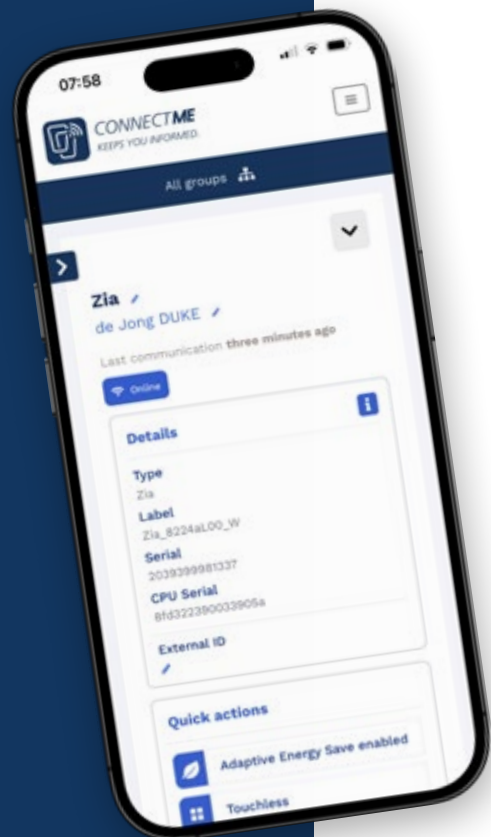 07:58
CONNECTME
KEEPS YOU INFORMED.
All groups
Zia
de Jong DUKE
Last communication three minutes ago
Online
Details
Type
Zia
Label
Zia_8224aL00_W
Serial
2039399981337
CPU Serial
8fd322390033905a
External ID
Quick actions
Adaptive Energy Save enabled
Touchless